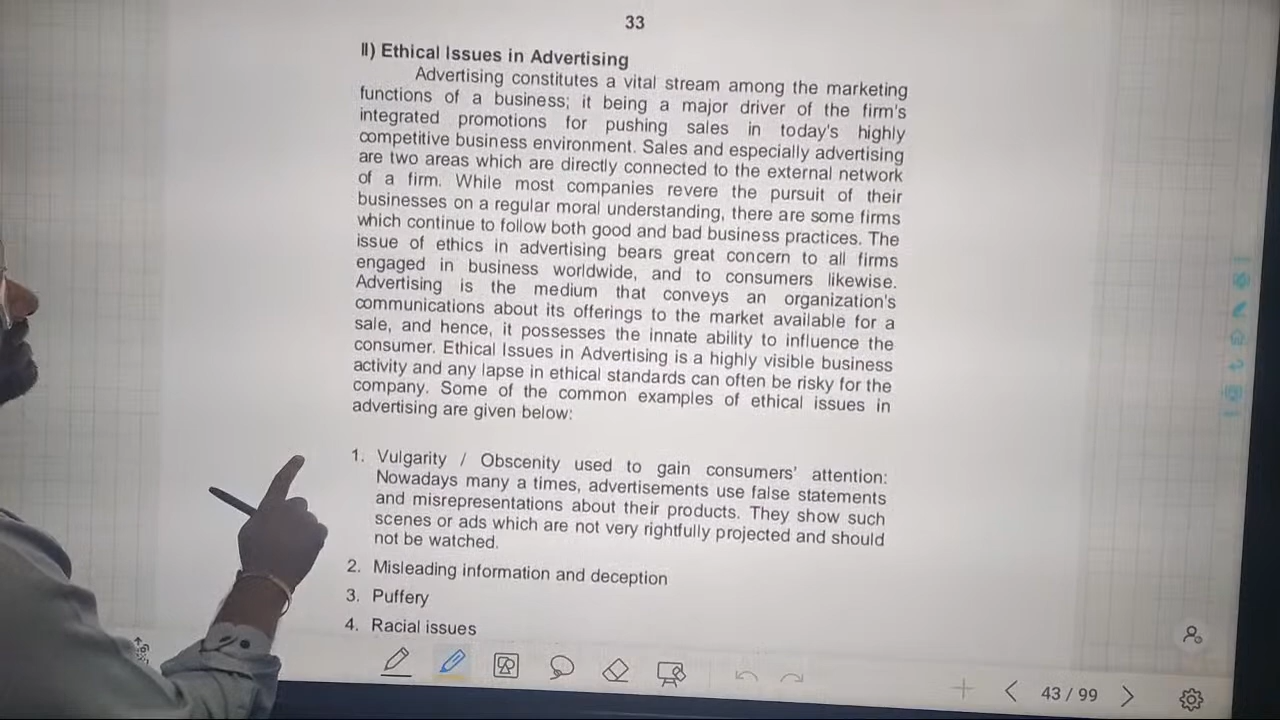 33
II) Ethical Issues in Advertising
Advertising constitutes a vital stream among the marketing
functions of a business; it being a major driver of the firm's
integrated promotions for pushing sales in today's highly
competitive business environment. Sales and especially advertising
are two areas which are directly connected to the external network
of a firm. While most companies revere the pursuit of their
businesses on a regular moral understanding, there are some firms
which continue to follow both good and bad business practices. The
issue of ethics in advertising bears great concern to all firms
engaged in business worldwide, and to consumers likewise.
Advertising is the medium that conveys an organization's
communications about its offerings to the market available for a
sale, and hence, it possesses the innate ability to influence the
consumer. Ethical Issues in Advertising is a highly visible business
activity and any lapse in ethical standards can often be risky for the
company. Some of the common examples of ethical issues in
advertising are given below:
1. Vulgarity / Obscenity used to gain consumers' attention:
Nowadays many a times, advertisements use false statements
and misrepresentations about their products. They show such
scenes or ads which are not very rightfully projected and should
not be watched.
2. Misleading information and deception
3. Puffery
4. Racial issues
43 / 99